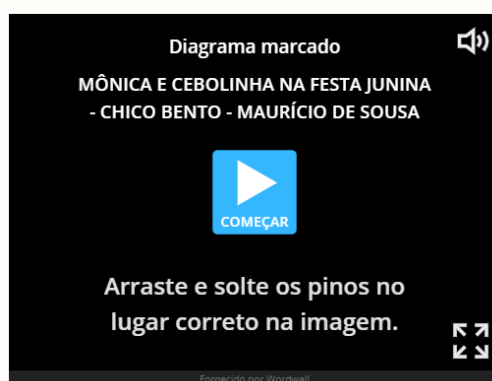 Diagrama marcado
MÔNICA E CEBOLINHA NA FESTA JUNINA
- CHICO BENTO - MAURÍCIO DE SOUSA
COMEÇAR
Arraste e solte os pinos no
lugar correto na imagem.
Fornecido por Wordwall